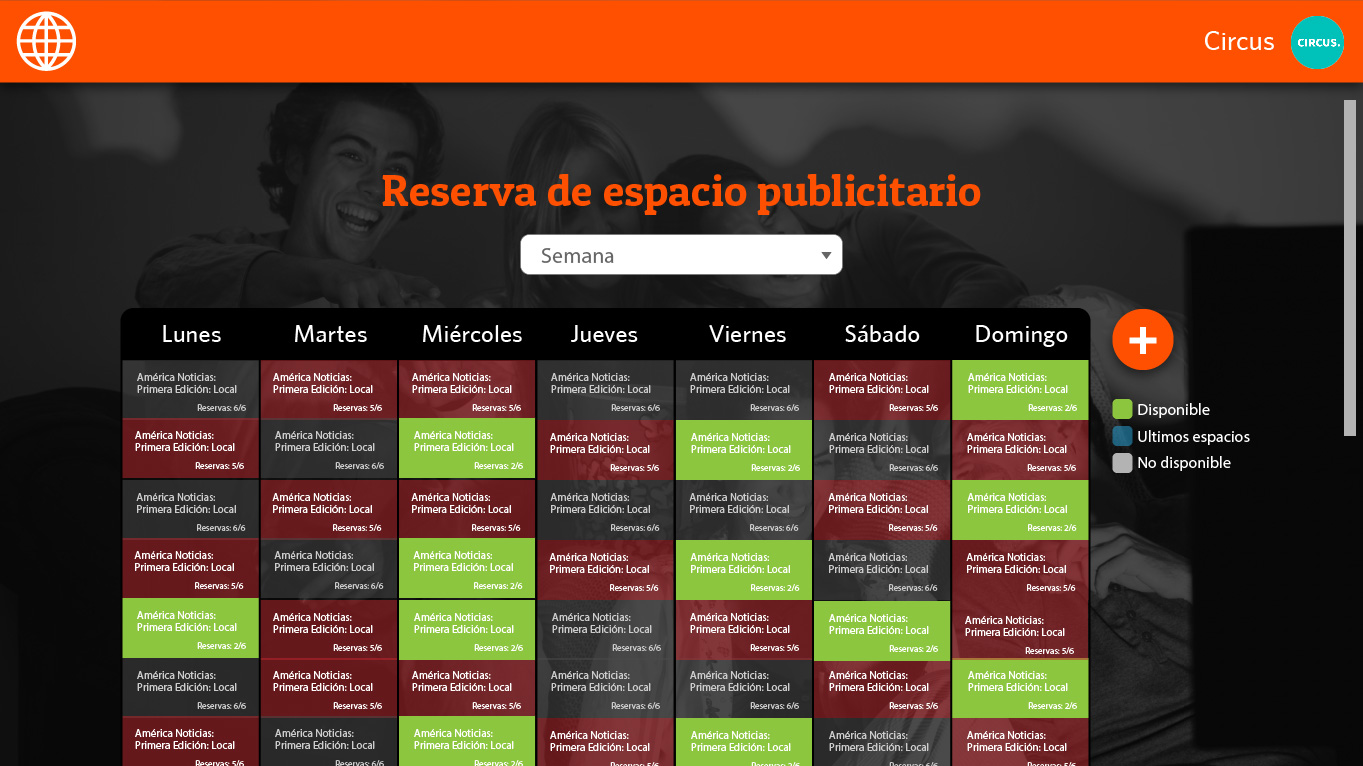 Circus
CIRCUS.
Reserva de espacio publicitario
Semana
Lunes Martes Miércoles Jueves Viernes Sábado Domingo
América Noticias: América Noticias: América Noticias: América Noticias: América Noticias: América Noticias: América Noticias:
Primera Edición: Local Primera Edición: Local Primera Edición: Local Primera Edición: Local Primera Edición: Local Primera Edición: Local Primera Edición: Local
Reservas: 6/6 Reservas: 5/6 Reservas: 5/6 Reservas: 6/6 Reservas: 6/6 Reservas: 5/6 Reservas: 2/6
Disponible
Ultimos espacios
No disponible
América Noticias: América Noticias: América Noticias: América Noticias: América Noticias: América Noticias: América Noticias:
Primera Edición: Local Primera Edición: Local Primera Edición: Local Primera Edición: Local Primera Edición: Local Primera Edición: Local Primera Edición: Local
Reservas: 5/6 Reservas: 6/6 Reservas: 2/6 Reservas: 5/6 Reservas: 2/6 Reservas: 6/6 Reservas: 5/6
América Noticias: América Noticias: América Noticias: América Noticias: América Noticias: América Noticias: América Noticias:
Primera Edición: Local Primera Edición: Local Primera Edición: Local Primera Edición: Local Primera Edición: Local Primera Edición: Local Primera Edición: Local
Reservas: 6/6 Reservas: 5/6 Reservas: 5/6 Reservas: 6/6 Reservas: 6/6 Reservas: 5/6 Reservas: 2/6
América Noticias: América Noticias: América Noticias: América Noticias: América Noticias: América Noticias: América Noticias:
Primera Edición: Local Primera Edición: Local Primera Edición: Local Primera Edición: Local Primera Edición: Local Primera Edición: Local Primera Edición: Local
Reservas: 5/6 Reservas: 6/6 Reservas: 2/6 Reservas: 5/6 Reservas: 2/6 Reservas: 6/6 Reservas: 5/6
América Noticias: América Noticias: América Noticias: América Noticias: América Noticias: América Noticias: América Noticias:
Primera Edición: Local Primera Edición: Local Primera Edición: Local Primera Edición: Local Primera Edición: Local Primera Edición: Local Primera Edición: Local
Reservas: 2/6 Reservas: 5/6 Reservas: 2/6 Reservas: 6/6 Reservas: 5/6 Reservas: 2/6 Reservas: 5/6
América Noticias: América Noticias: América Noticias: América Noticias: América Noticias: América Noticias: América Noticias:
Primera Edición: Local Primera Edición: Local Primera Edición: Local Primera Edición: Local Primera Edición: Local Primera Edición: Local Primera Edición: Local
Reservas: 6/6 Reservas: 5/6 Reservas: 5/6 Reservas: 6/6 Reservas: 6/6 Reservas: 5/6 Reservas: 2/6
América Noticias: América Noticias: América Noticias: América Noticias: América Noticias: América Noticias: América Noticias:
Primera Edición: Local Primera Edición: Local Primera Edición: Local Primera Edición: Local Primera Edición: Local Primera Edición: Local Primera Edición: Local
Reservas: 5/6 Reservas: 6/6 Reservas: 2/6 Reservas: 5/6 Reservas: 2/6 Reservas: 6/6 Reservas: 5/6